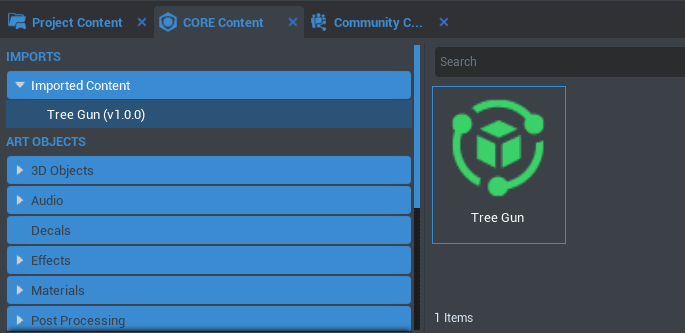 Project Content
CORE Content
Community C...
IMPORTS
Imported Content
Tree Gun (v1.0.0)
ART OBJECTS
3D Objects
Audio
Decals
Effects
Materials
Post Processing
Search
Tree Gun
1 Items